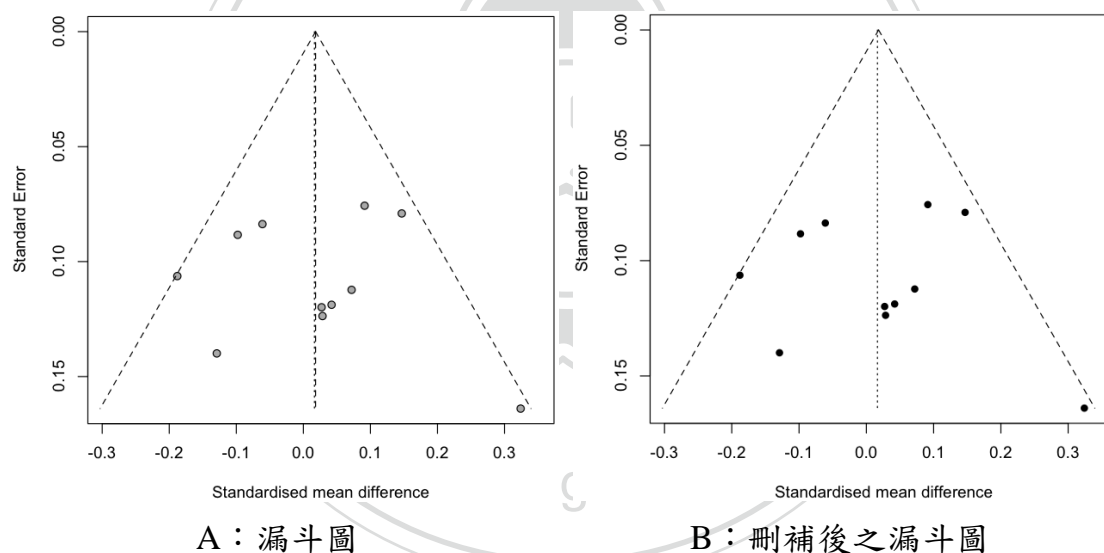 0.00
0.05
0.10
0.15
Standard Error
-0.3 -0.2 -0.1 0.0 0.1 0.2 0.3
Standardised mean difference
A：漏斗圖
0.00
0.05
0.10
0.15
Standard Error
-0.3 -0.2 -0.1 0.0 0.1 0.2 0.3
Standardised mean difference
B：刪補後之漏斗圖